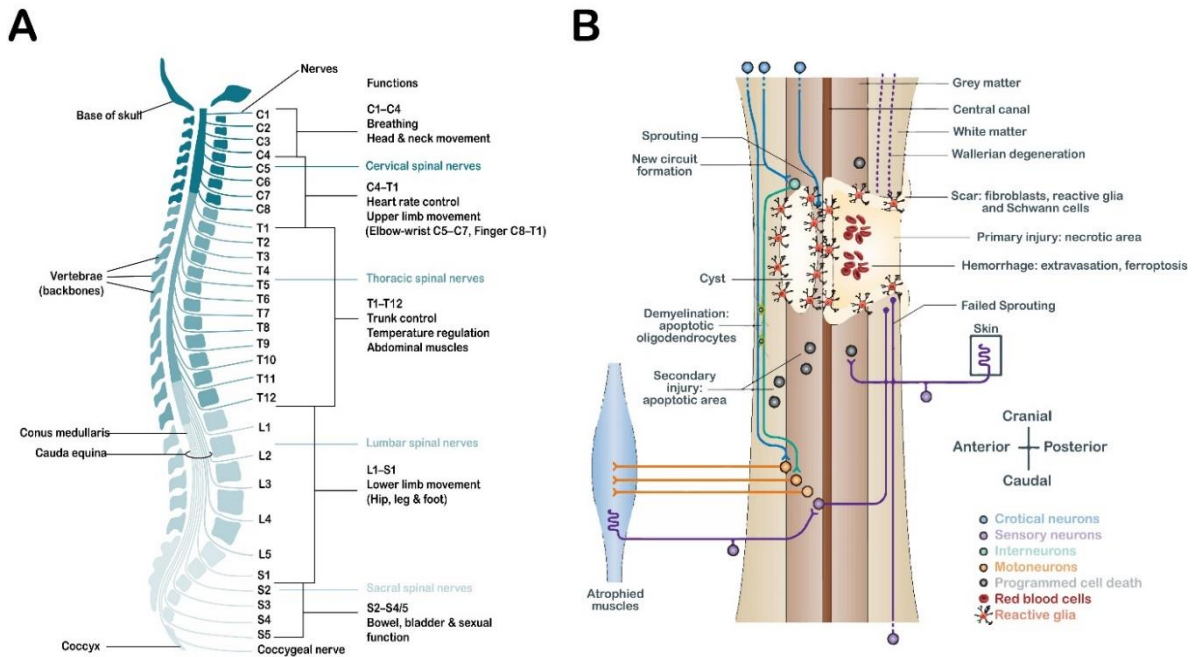 A
Nerves
Base of skull
Functions
C1
C2
C3
C4
C5
C6
C7
C8
T1
T2
T3
T4
T5
T6
T7
T8
T9
T10
T11
T12
L1
L2
L3
L4
L5
S1
S2
S3
S4
S5
Coccygeal nerve
C1–C4
Breathing
Head & neck movement
Cervical spinal nerves
C4–T1
Heart rate control
Upper limb movement
(Elbow-wrist C5–C7, Finger C8–T1)
Vertebrae
(backbones)
Thoracic spinal nerves
T1–T12
Trunk control
Temperature regulation
Abdominal muscles
Conus medullaris
Cauda equina
Lumbar spinal nerves
L1–S1
Lower limb movement
(Hip, leg & foot)
Sacral spinal nerves
S2–S4/5
Bowel, bladder & sexual
function
Coccyx
B
Grey matter
Central canal
White matter
Wallerian degeneration
Sprouting
New circuit
formation
Scar: fibroblasts, reactive glia
and Schwann cells
Primary injury: necrotic area
Hemorrhage: extravasation, ferroptosis
Cyst
Failed Sprouting
Demyelination:
apoptotic
oligodendrocytes
Skin
Secondary
injury:
apoptotic area
Cranial
Anterior
Posterior
Caudal
Atrophied
muscles
Crotical neurons
Sensory neurons
Interneurons
Motoneurons
Programmed cell death
Red blood cells
Reactive glia